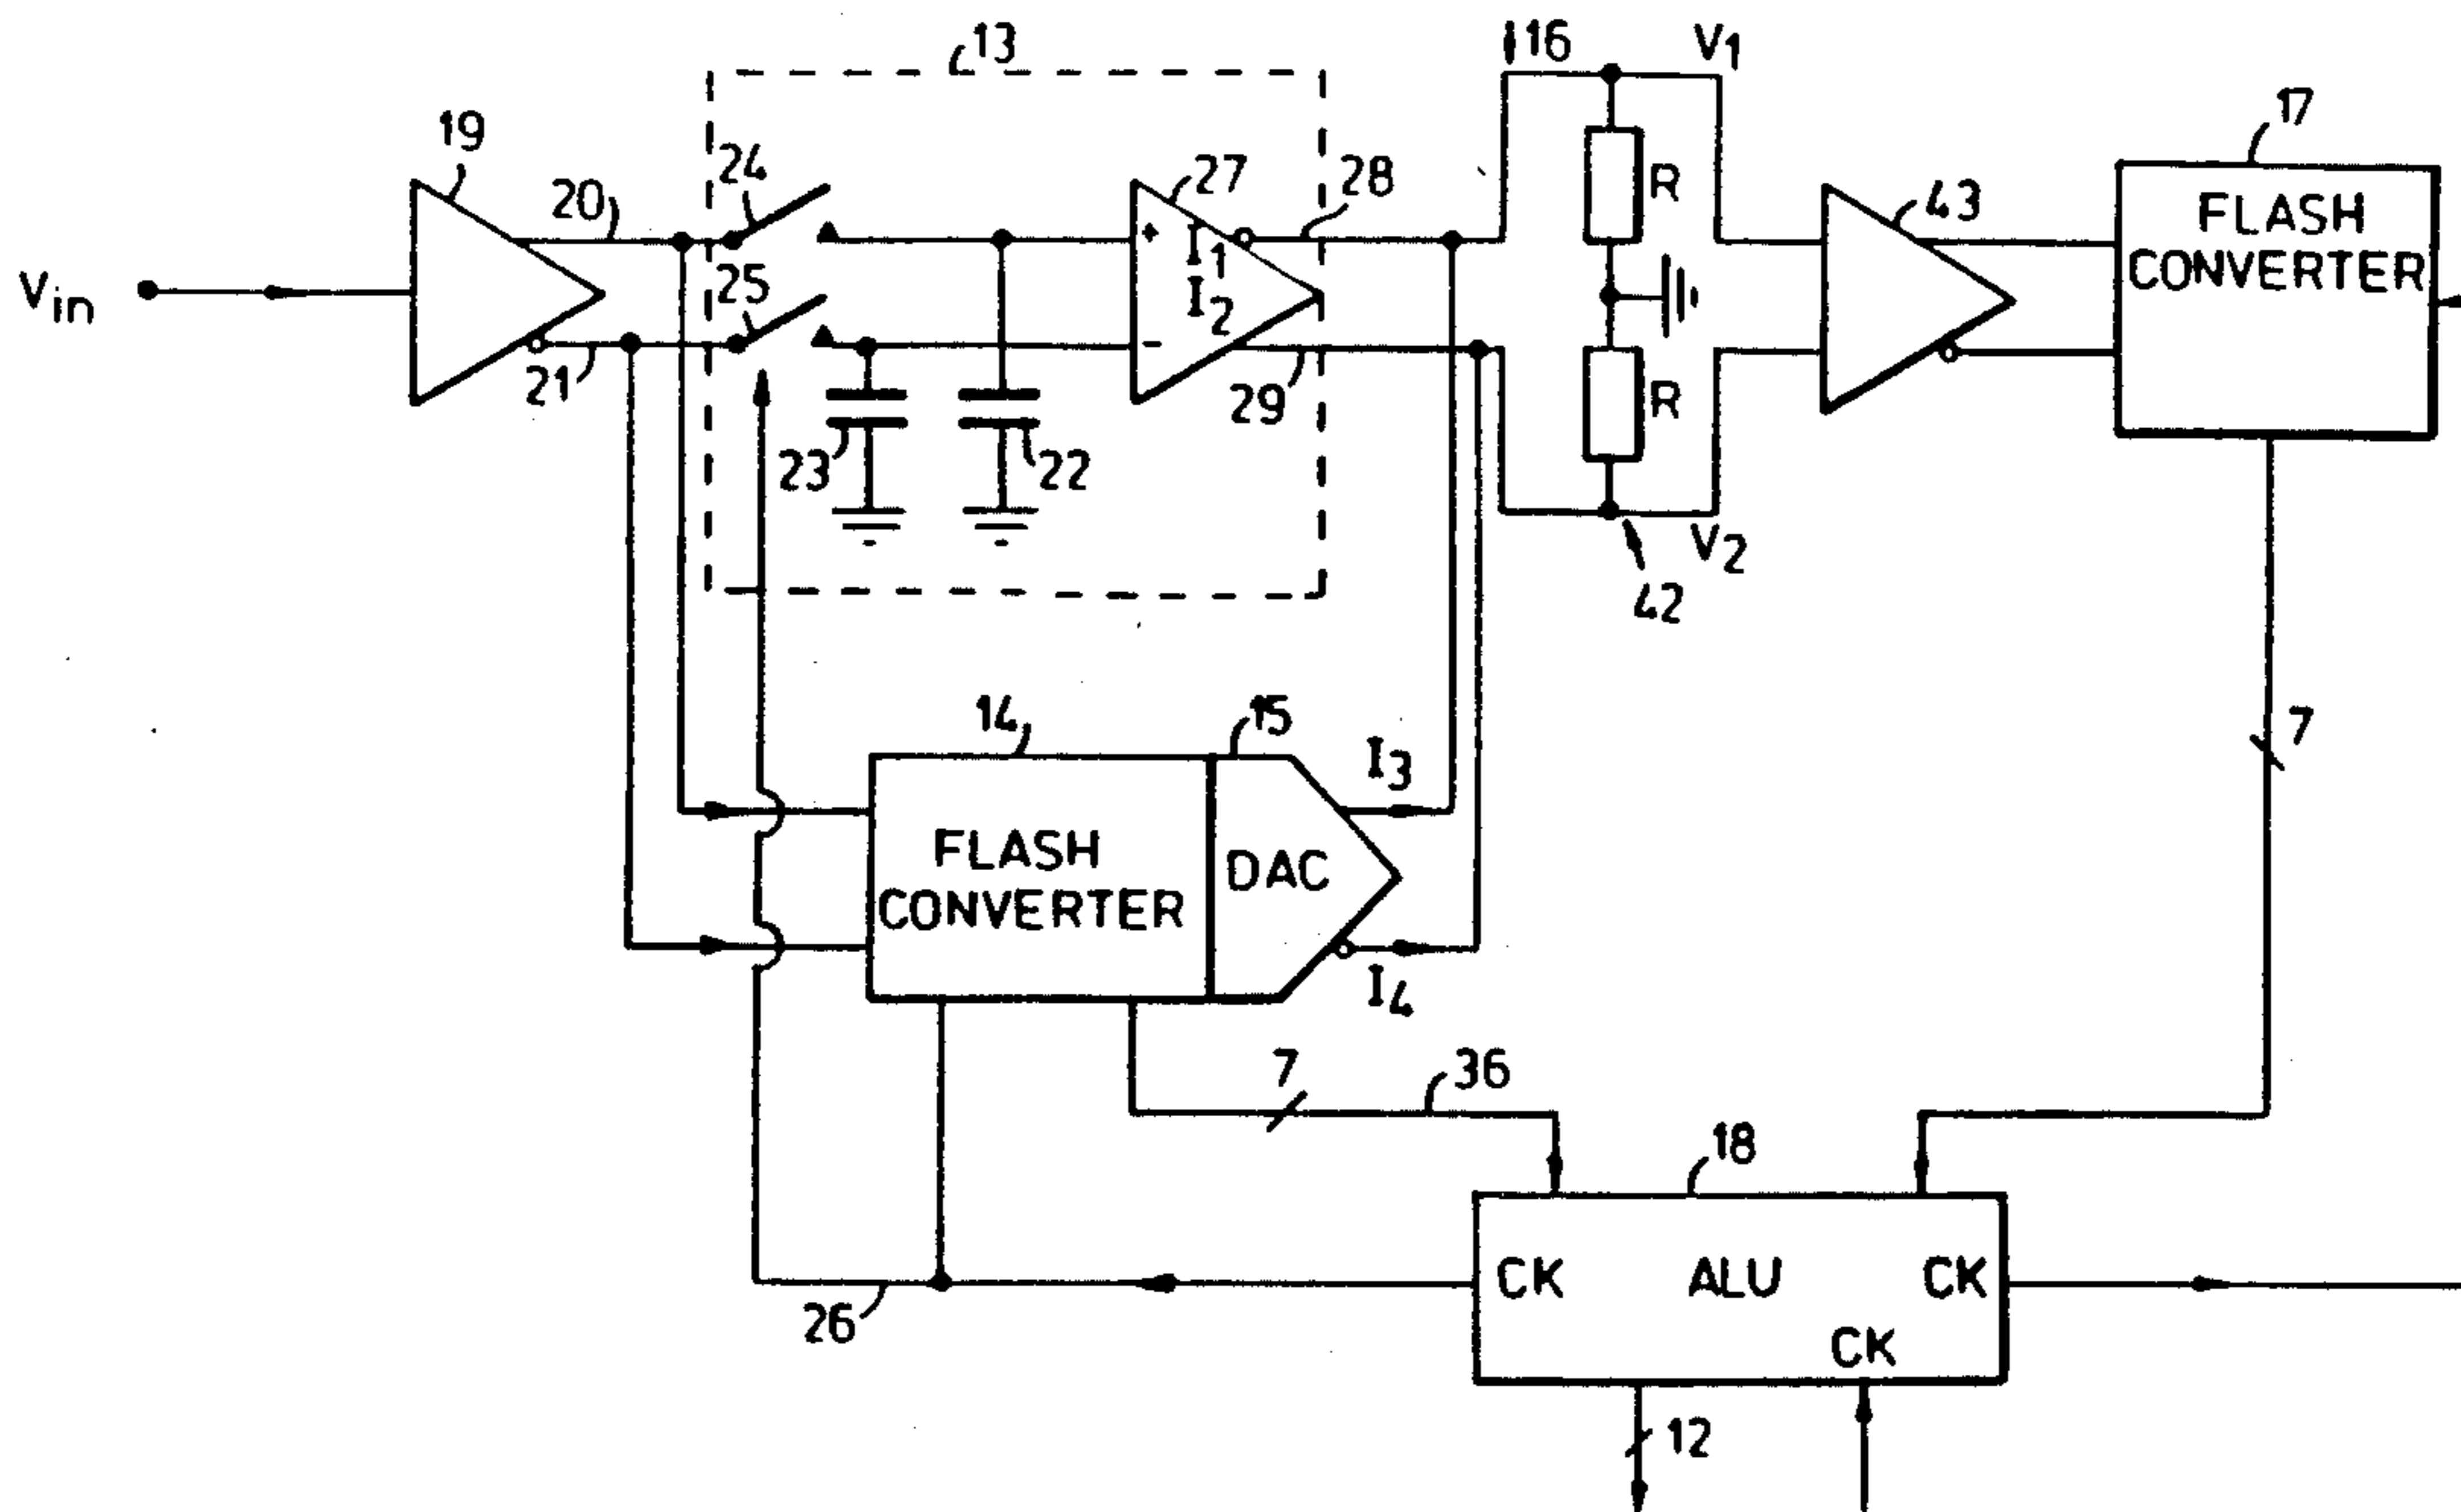 13
16
V1
17
19
24
27
28
43
20
R
FLASH
CONVERTER
+
I1
I2
Vin
25
-
21
29
R
23
22
V2
42
14
15
I3
7
FLASH
CONVERTER
DAC
I4
7
36
18
CK
ALU
CK
26
CK
12